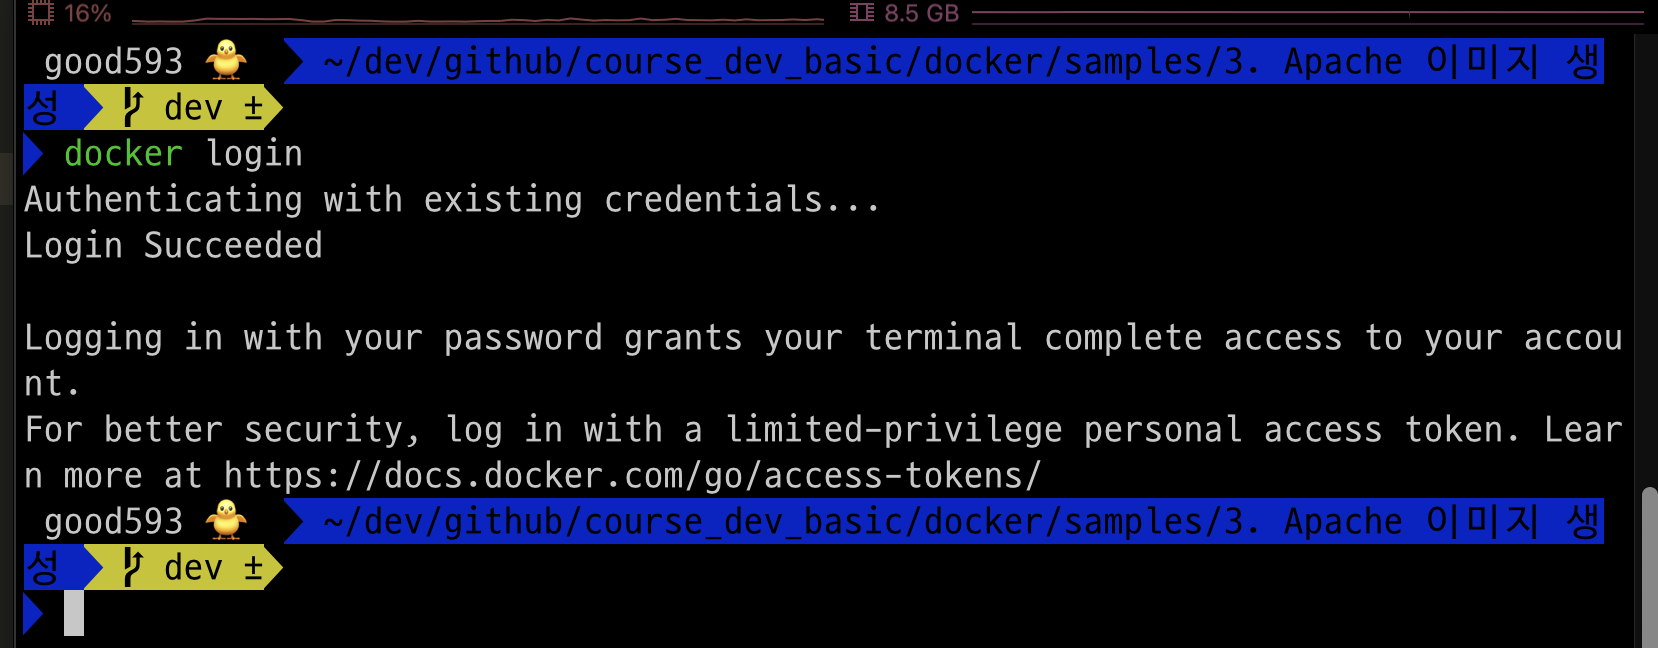 16% 8.5 GB
good593 🐥 ~/dev/github/course_dev_basic/docker/samples/3. Apache 이미지 생
성 dev ±
docker login
Authenticating with existing credentials...
Login Succeeded
Logging in with your password grants your terminal complete access to your accou
nt.
For better security, log in with a limited-privilege personal access token. Lear
n more at https://docs.docker.com/go/access-tokens/
good593 🐥 ~/dev/github/course_dev_basic/docker/samples/3. Apache 이미지 생
성 dev ±